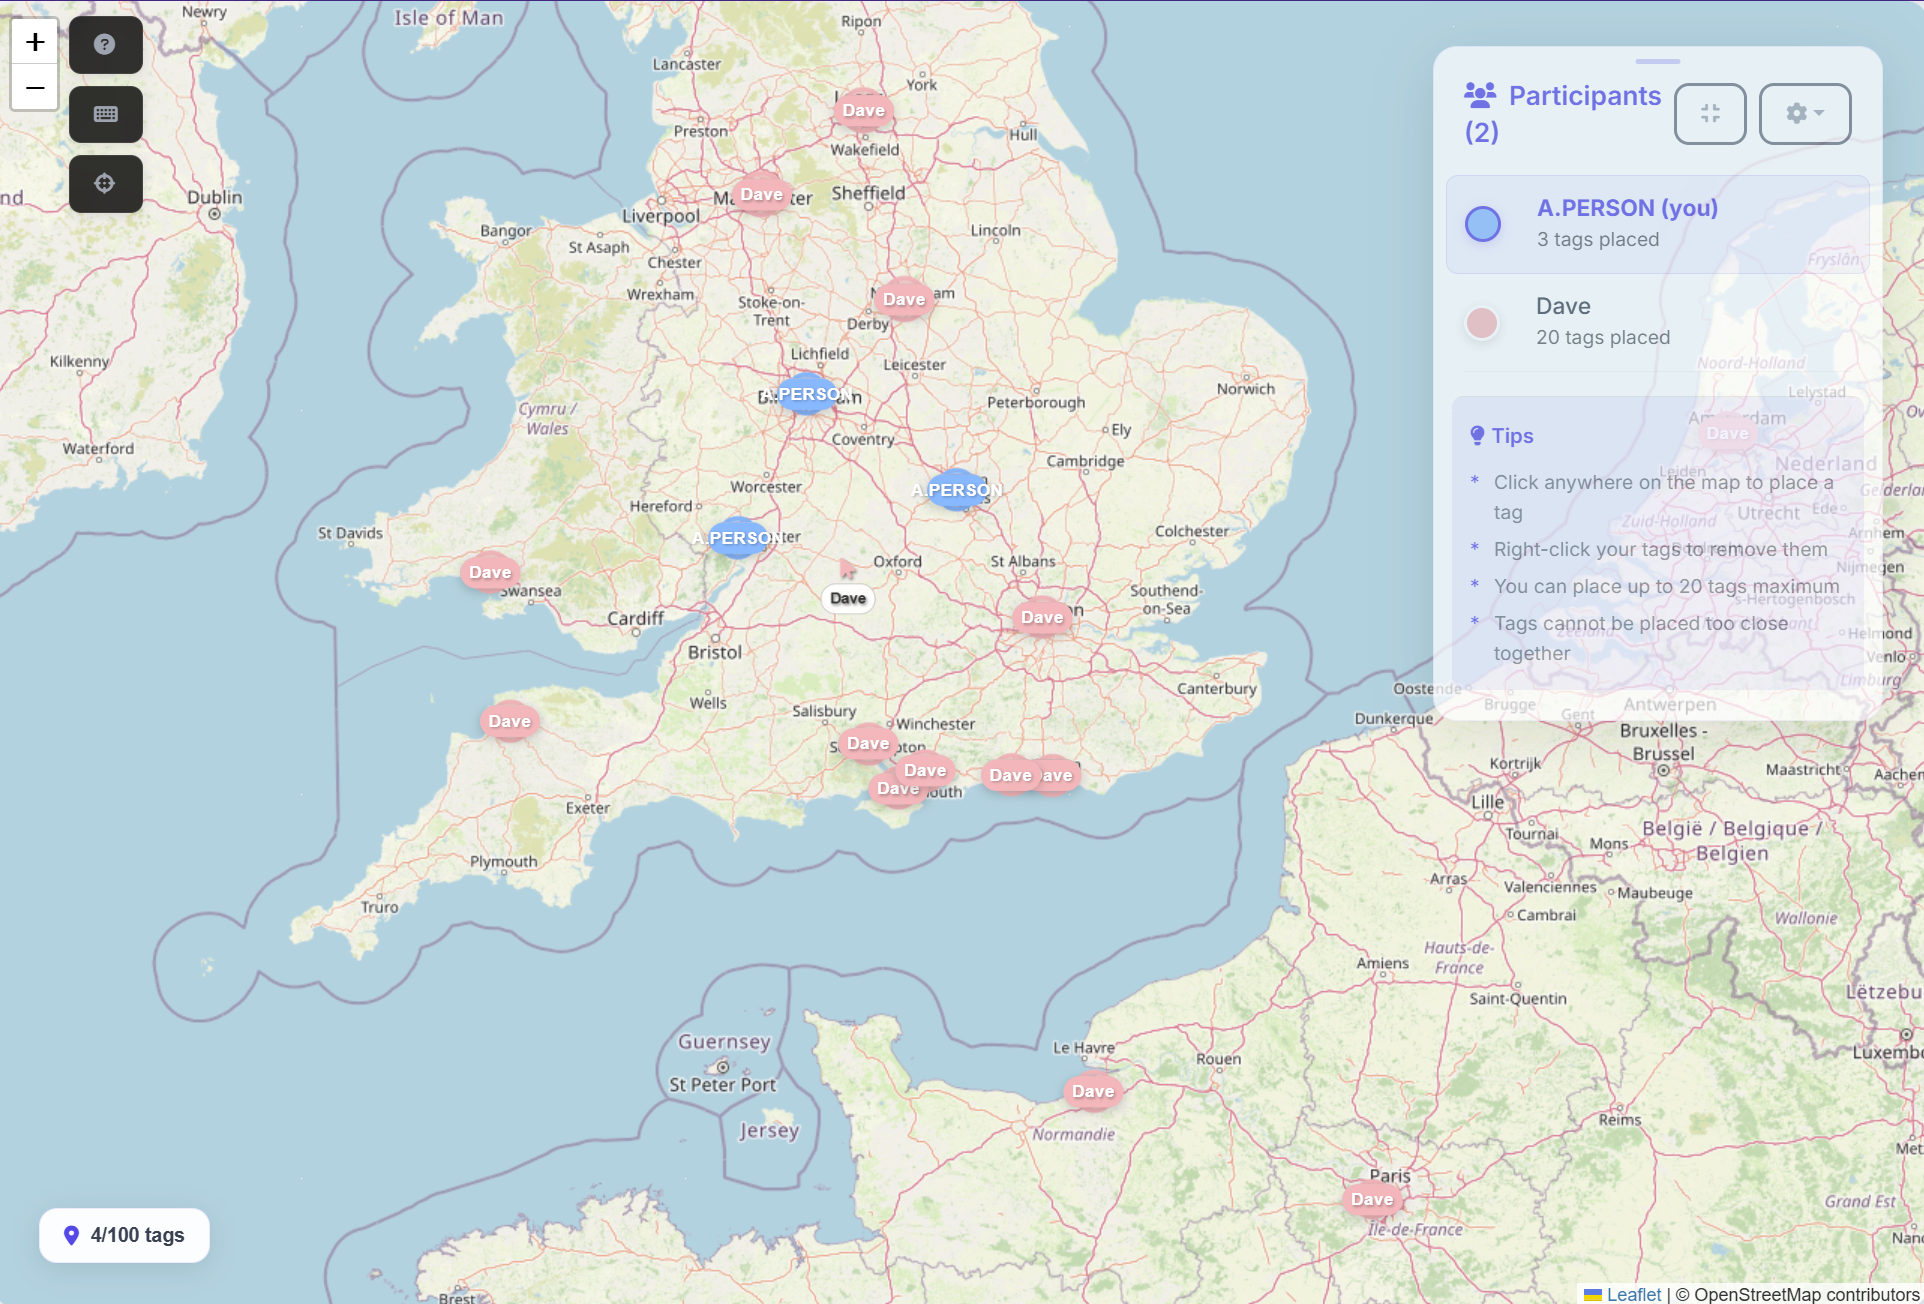 +
−
?
Newry
Isle of Man
Ripon
Lancaster
York
Dave
Preston
Hull
Wakefield
Dublin
Dave
Sheffield
Liverpool
Bangor
St Asaph
Lincoln
Chester
Wrexham
Stoke-on-
Trent
Dave
Derby
Kilkenny
Lichfield
Leicester
Norwich
A.PERSON
Peterborough
Cymru /
Wales
Coventry
Ely
Waterford
Cambridge
Worcester
A.PERSON
Hereford
St Davids
A.PERSON
Colchester
Oxford
St Albans
Dave
Swansea
Dave
Southend-
on-Sea
Cardiff
Dave
Bristol
Canterbury
Wells
Salisbury
Dave
Winchester
Dave
Dave
Dave
Dave
Dave
Exeter
Plymouth
Truro
Participants
(2)
A.PERSON (you)
3 tags placed
Dave
20 tags placed
Tips
* Click anywhere on the map to place a
tag
* Right-click your tags to remove them
* You can place up to 20 tags maximum
* Tags cannot be placed too close
together
Fryslân
Noord-Holland
Lelystad
Dave
Leiden
Nederland
Utrecht
Ede
Zuid-Holland
Arnhem
Nijmegen
's-Hertogenbosch
Zeeland
Helmond
Venlo
Limburg
Oostende
Brugge
Gent
Antwerpen
Dunkerque
Bruxelles -
Brussel
Kortrijk
Maastricht
Lille
Tournai
België / Belgique /
Belgien
Mons
Arras
Valenciennes
Maubeuge
Cambrai
Wallonie
Hauts-de-
France
Amiens
Saint-Quentin
Guernsey
St Peter Port
Jersey
Le Havre
Rouen
Dave
Normandie
Reims
Paris
Dave
Île-de-France
Grand Est
Brest
4/100 tags
Leaflet | © OpenStreetMap contributors